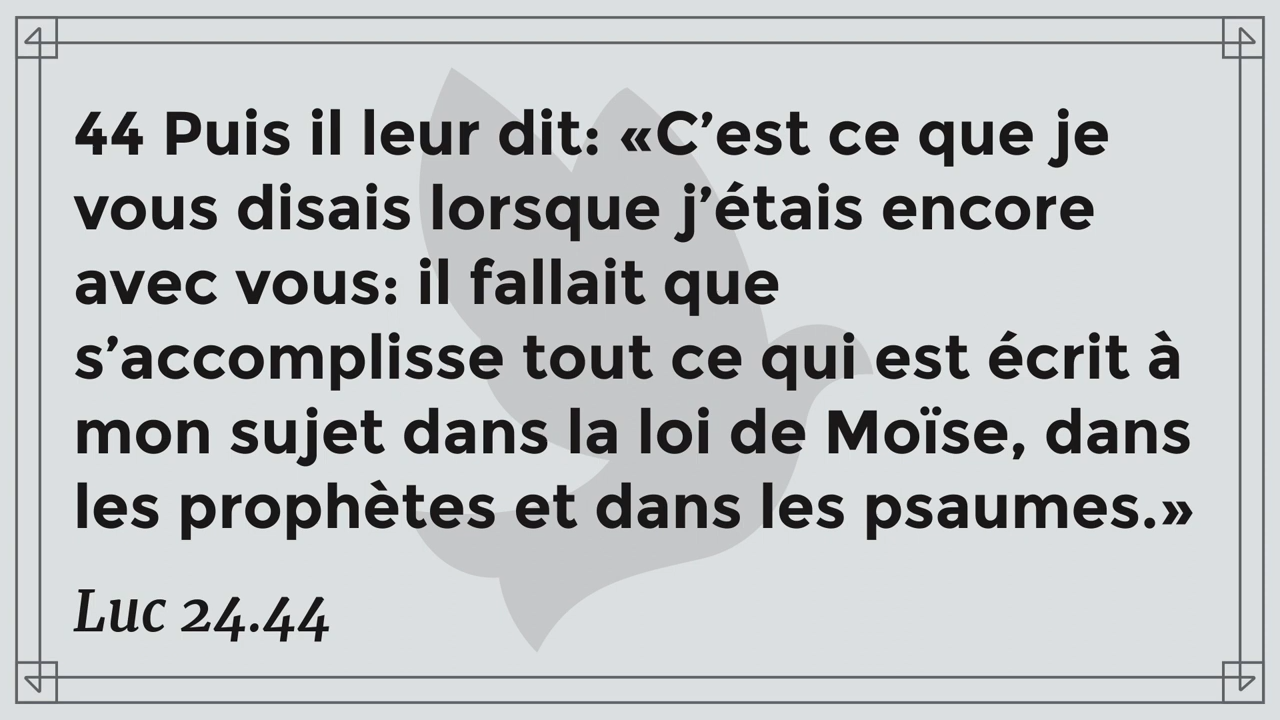 44 Puis il leur dit: «C’est ce que je
vous disais lorsque j’étais encore
avec vous: il fallait que
s’accomplisse tout ce qui est écrit à
mon sujet dans la loi de Moïse, dans
les prophètes et dans les psaumes.»
Luc 24.44